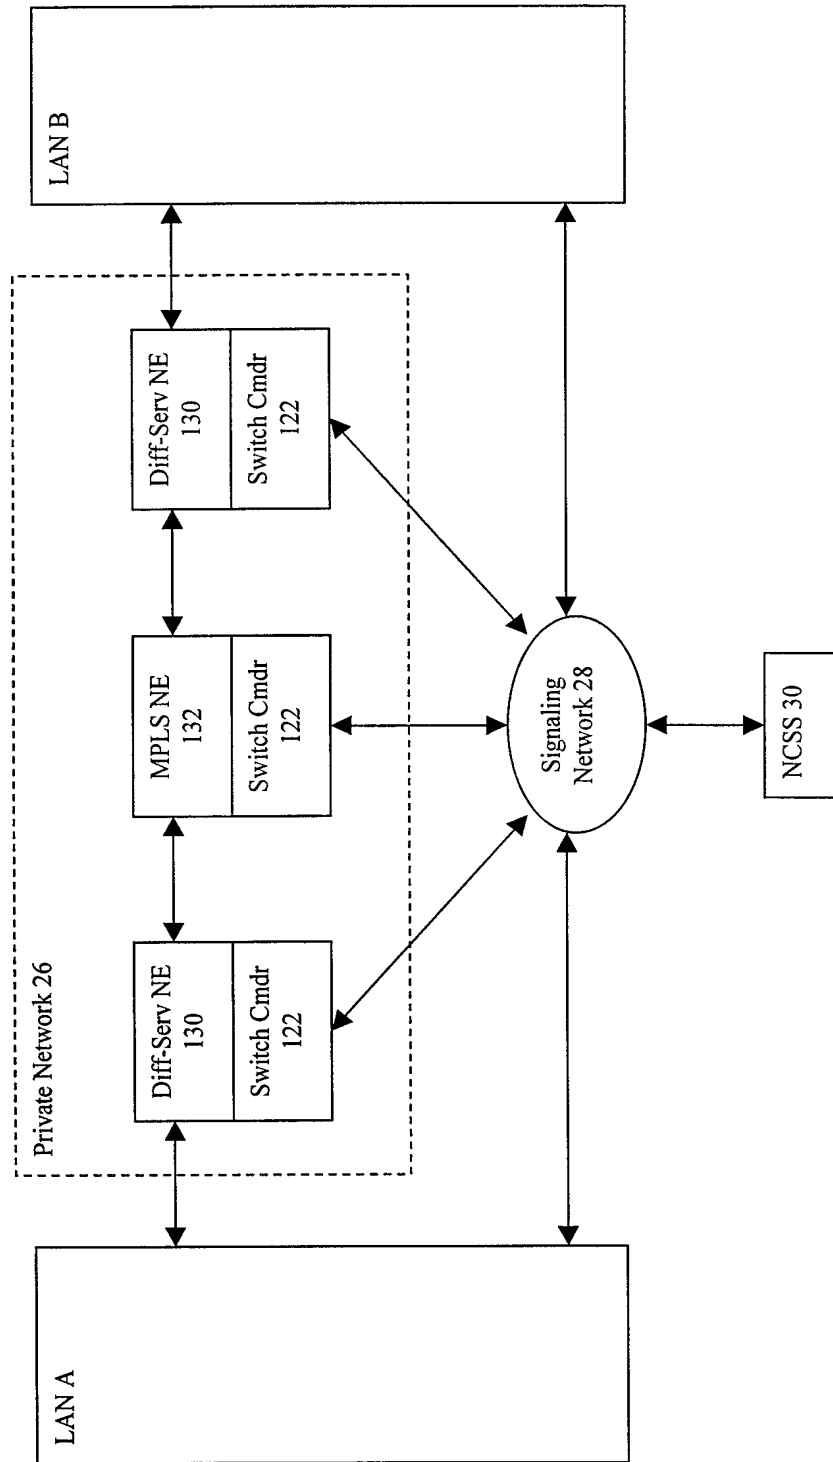 Private Network 26
LAN A
Diff-Serv NE
130
Switch Cmdr
122
MPLS NE
132
Switch Cmdr
122
Diff-Serv NE
130
Switch Cmdr
122
LAN B
Signaling
Network 28
NCSS 30